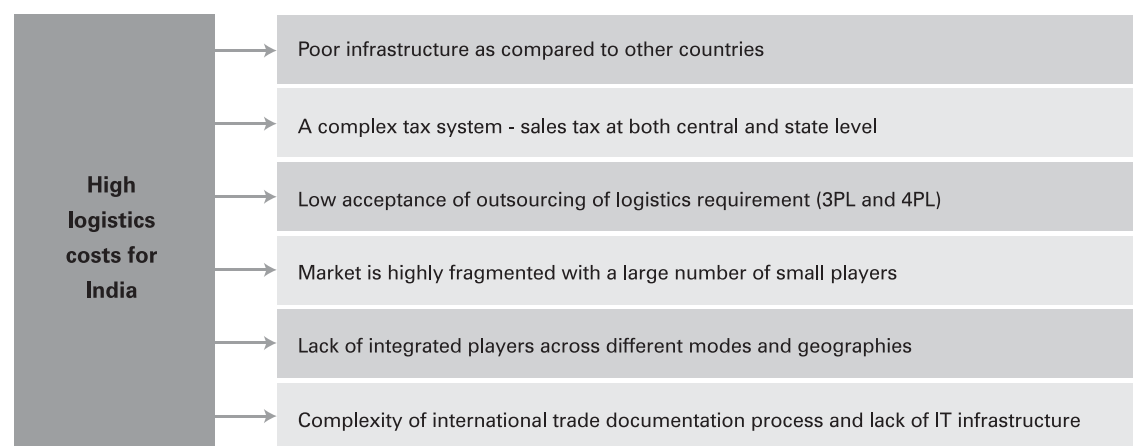 High
logistics
costs for
India
Poor infrastructure as compared to other countries
A complex tax system - sales tax at both central and state level
Low acceptance of outsourcing of logistics requirement (3PL and 4PL)
Market is highly fragmented with a large number of small players
Lack of integrated players across different modes and geographies
Complexity of international trade documentation process and lack of IT infrastructure